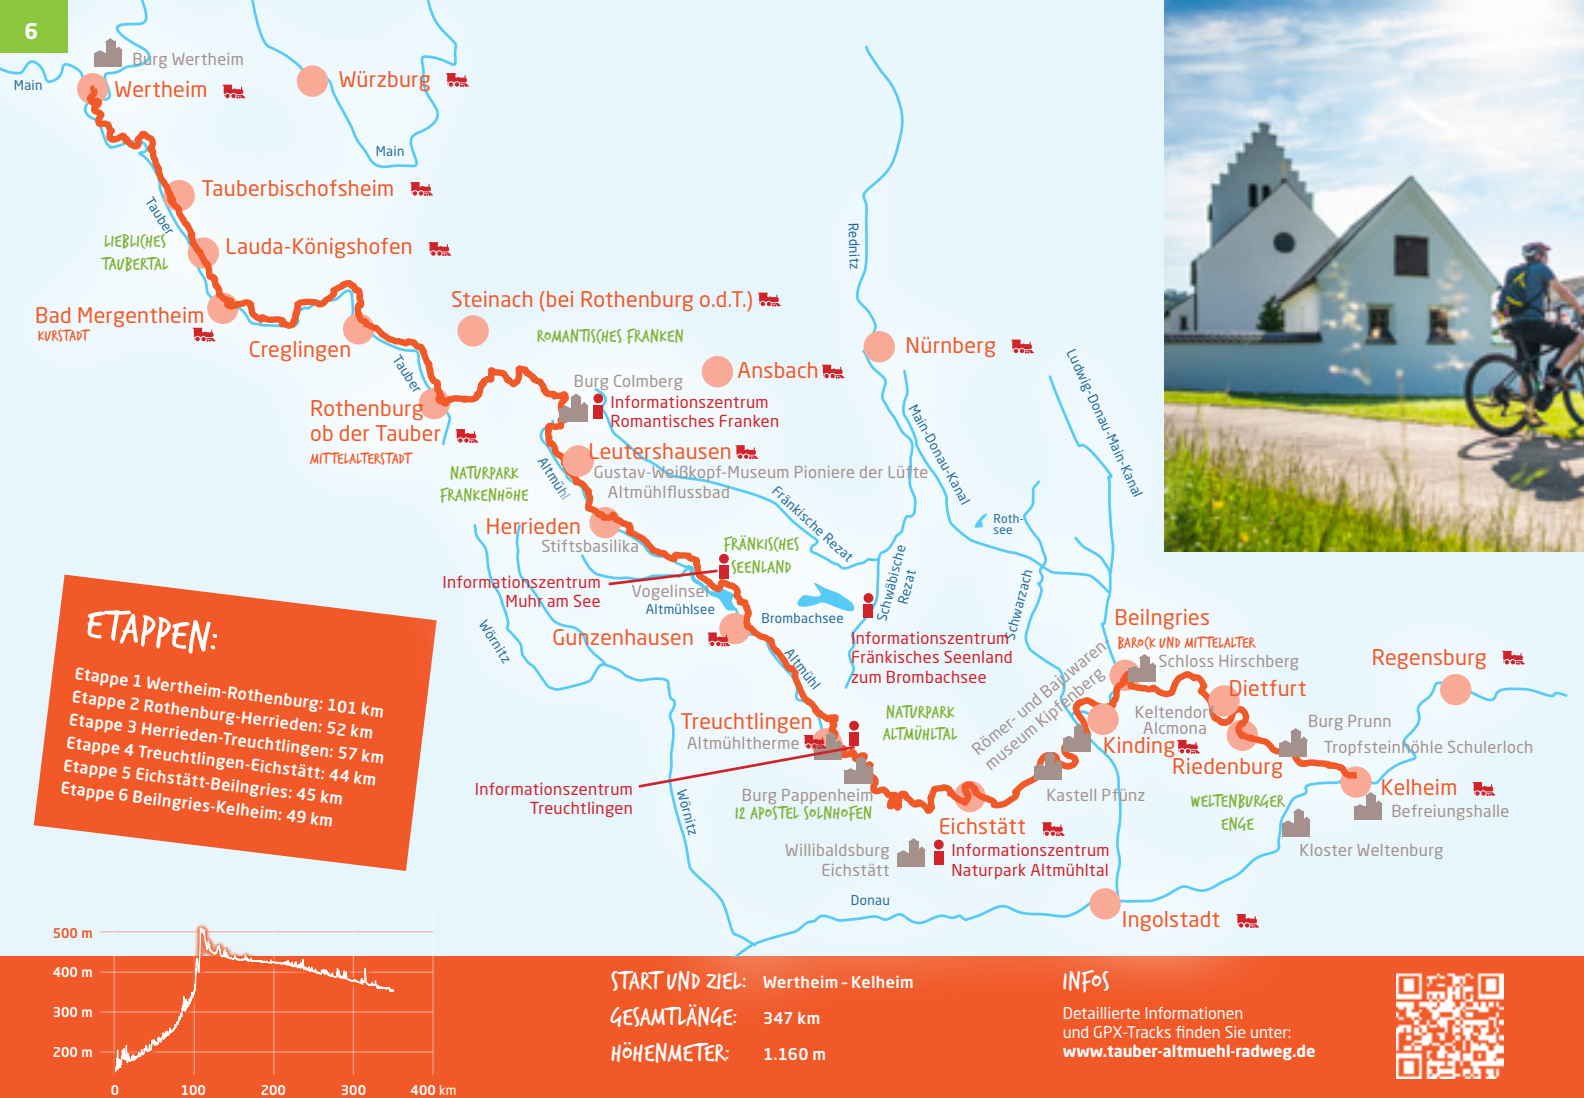 6
Burg Wertheim
Main
Wertheim
Würzburg
Main
Tauberbischofsheim
Tauber
LIEBLICHES
TAUBERTAL
Lauda-Königshofen
Bad Mergentheim
KURSTADT
Creglingen
Steinach (bei Rothenburg o.d.T.)
ROMANTISCHES FRANKEN
Tauber
Ansbach
Rednitz
Nürnberg
Ludwig-Donau-Main-Kanal
Main-Donau-Kanal
Rothenburg
ob der Tauber
MITTELALTERSTADT
Burg Colmberg
Informationszentrum
Romantisches Franken
Leutershausen
Gustav-Weißkopf-Museum Pioniere der Lüfte
Altmühlflussbad
Altmühl
NATURPARK
FRANKENHÖHE
Fränkische Rezat
Roth-
see
Herrieden
Stiftsbasilika
FRÄNKISCHES
SEENLAND
Informationszentrum
Muhr am See
Vogelinsel
Altmühlsee
Brombachsee
Schwäbische
Rezat
Schwarzach
Wörnitz
Gunzenhausen
Altmühl
Informationszentrum
Fränkisches Seenland
zum Brombachsee
Beilngries
BAROCK UND MITTELALTER
Schloss Hirschberg
Regensburg
Dietfurt
Römer- und Bajuwaren-
museum Kipfenberg
Treuchtlingen
Altmühltherme
NATURPARK
ALTMÜHLTAL
Keltendorf
Alcmona
Kinding
Riedenburg
Burg Prunn
Tropfsteinhöhle Schulerloch
Informationszentrum
Treuchtlingen
Wörnitz
Burg Pappenheim
12 APOSTEL SOLNHOFEN
Kastell Pfünz
WELTENBURGER
ENGE
Kelheim
Befreiungshalle
Eichstätt
Willibaldsburg
Eichstätt
Informationszentrum
Naturpark Altmühltal
Kloster Weltenburg
Donau
Ingolstadt
ETAPPEN:
Etappe 1 Wertheim-Rothenburg: 101 km
Etappe 2 Rothenburg-Herrieden: 52 km
Etappe 3 Herrieden-Treuchtlingen: 57 km
Etappe 4 Treuchtlingen-Eichstätt: 44 km
Etappe 5 Eichstätt-Beilngries: 45 km
Etappe 6 Beilngries-Kelheim: 49 km
500 m
400 m
300 m
200 m
0 100 200 300 400 km
START UND ZIEL: Wertheim – Kelheim
GESAMTLÄNGE: 347 km
HÖHENMETER: 1.160 m
INFOS
Detaillierte Informationen
und GPX-Tracks finden Sie unter:
www.tauber-altmuehl-radweg.de